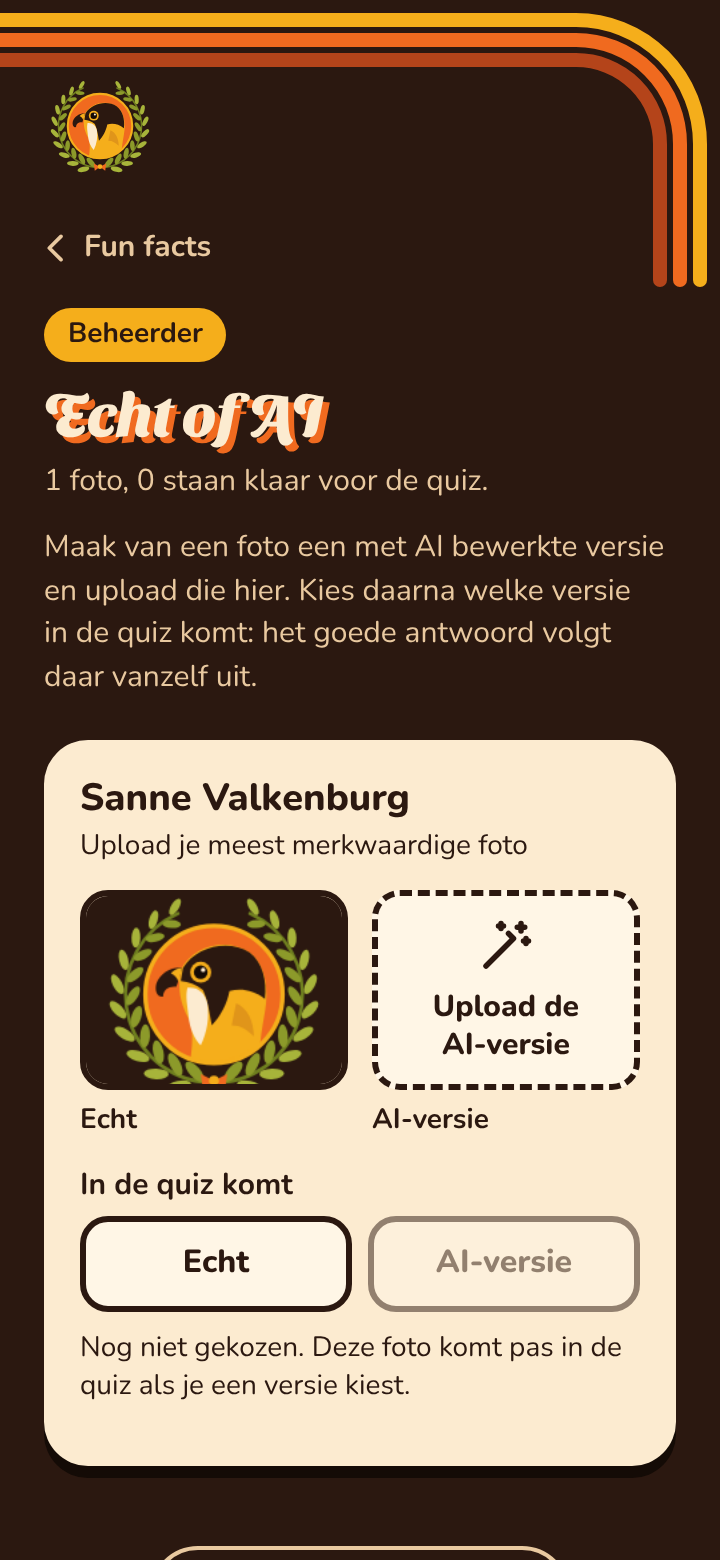 Fun facts
Beheerder
Echt of AI
1 foto, 0 staan klaar voor de quiz.
Maak van een foto een met AI bewerkte versie
en upload die hier. Kies daarna welke versie
in de quiz komt: het goede antwoord volgt
daar vanzelf uit.
Sanne Valkenburg
Upload je meest merkwaardige foto
Upload de
AI-versie
Echt
AI-versie
In de quiz komt
Echt
AI-versie
Nog niet gekozen. Deze foto komt pas in de
quiz als je een versie kiest.